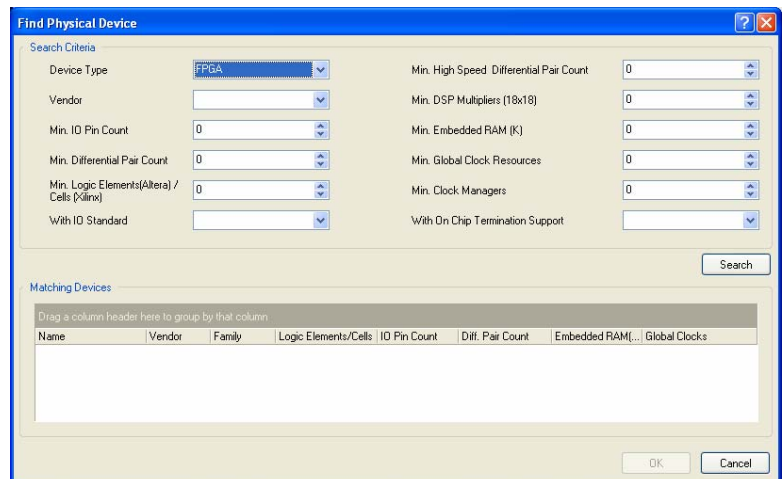 Find Physical Device
Search Criteria
Device Type
FPGA
Min. High Speed Differential Pair Count
0
Vendor
Min. DSP Multipliers (18x18)
0
Min. IO Pin Count
0
Min. Embedded RAM (K)
0
Min. Differential Pair Count
0
Min. Global Clock Resources
0
Min. Logic Elements(Altera) /
Cells (Xilinx)
0
Min. Clock Managers
0
With IO Standard
With On Chip Termination Support
Search
Matching Devices
Drag a column header here to group by that column
Name Vendor Family Logic Elements/Cells IO Pin Count Diff. Pair Count Embedded RAM(... Global Clocks
OK
Cancel